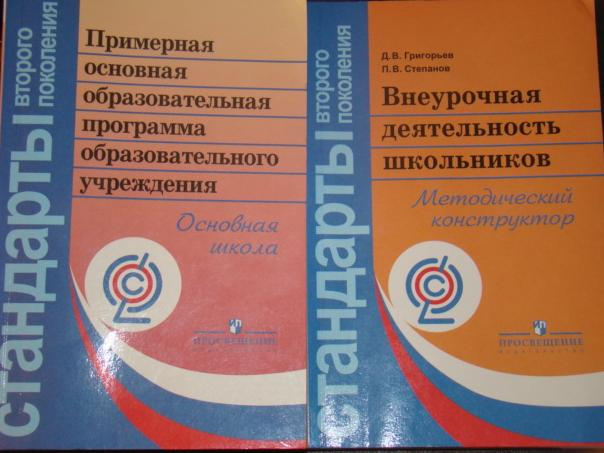 стандарты
второго
поколения
Примерная
основная
образовательная
программа
образовательного
учреждения
Основная
школа
С
ПРОСВЕЩЕНИЕ
ИЗДАТЕЛЬСТВО
стандарты
второго
поколения
Д.В. Григорьев
П.В. Степанов
Внеурочная
деятельность
школьников
Методический
конструктор
С
ПРОСВЕЩЕНИЕ
ИЗДАТЕЛЬСТВО